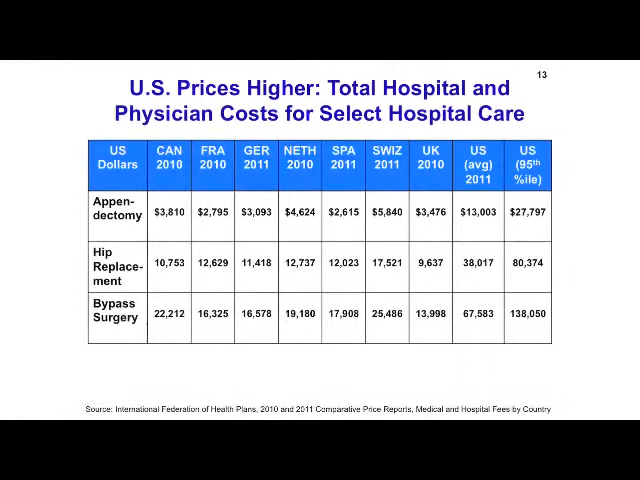 13
U.S. Prices Higher: Total Hospital and
Physician Costs for Select Hospital Care
US Dollars CAN 2010 FRA 2010 GER 2011 NETH 2010 SPA 2011 SWIZ 2011 UK 2010 US (avg) 2011 US (95th %ile)
Appen-dectomy $3,810 $2,795 $3,093 $4,624 $2,615 $5,840 $3,476 $13,003 $27,797
Hip Replace-ment 10,753 12,629 11,418 12,737 12,023 17,521 9,637 38,017 80,374
Bypass Surgery 22,212 16,325 16,578 19,180 17,908 25,486 13,998 67,583 138,050
Source: International Federation of Health Plans, 2010 and 2011 Comparative Price Reports, Medical and Hospital Fees by Country